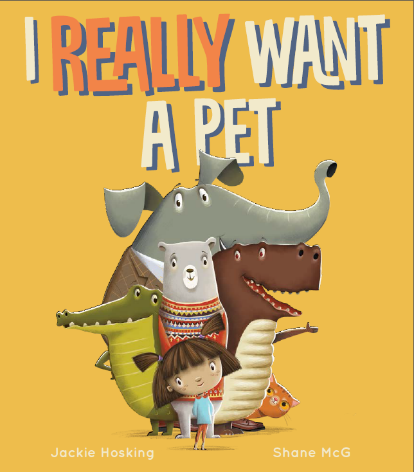 I REALLY WANT
A PET
Jackie Hosking
Shane McG